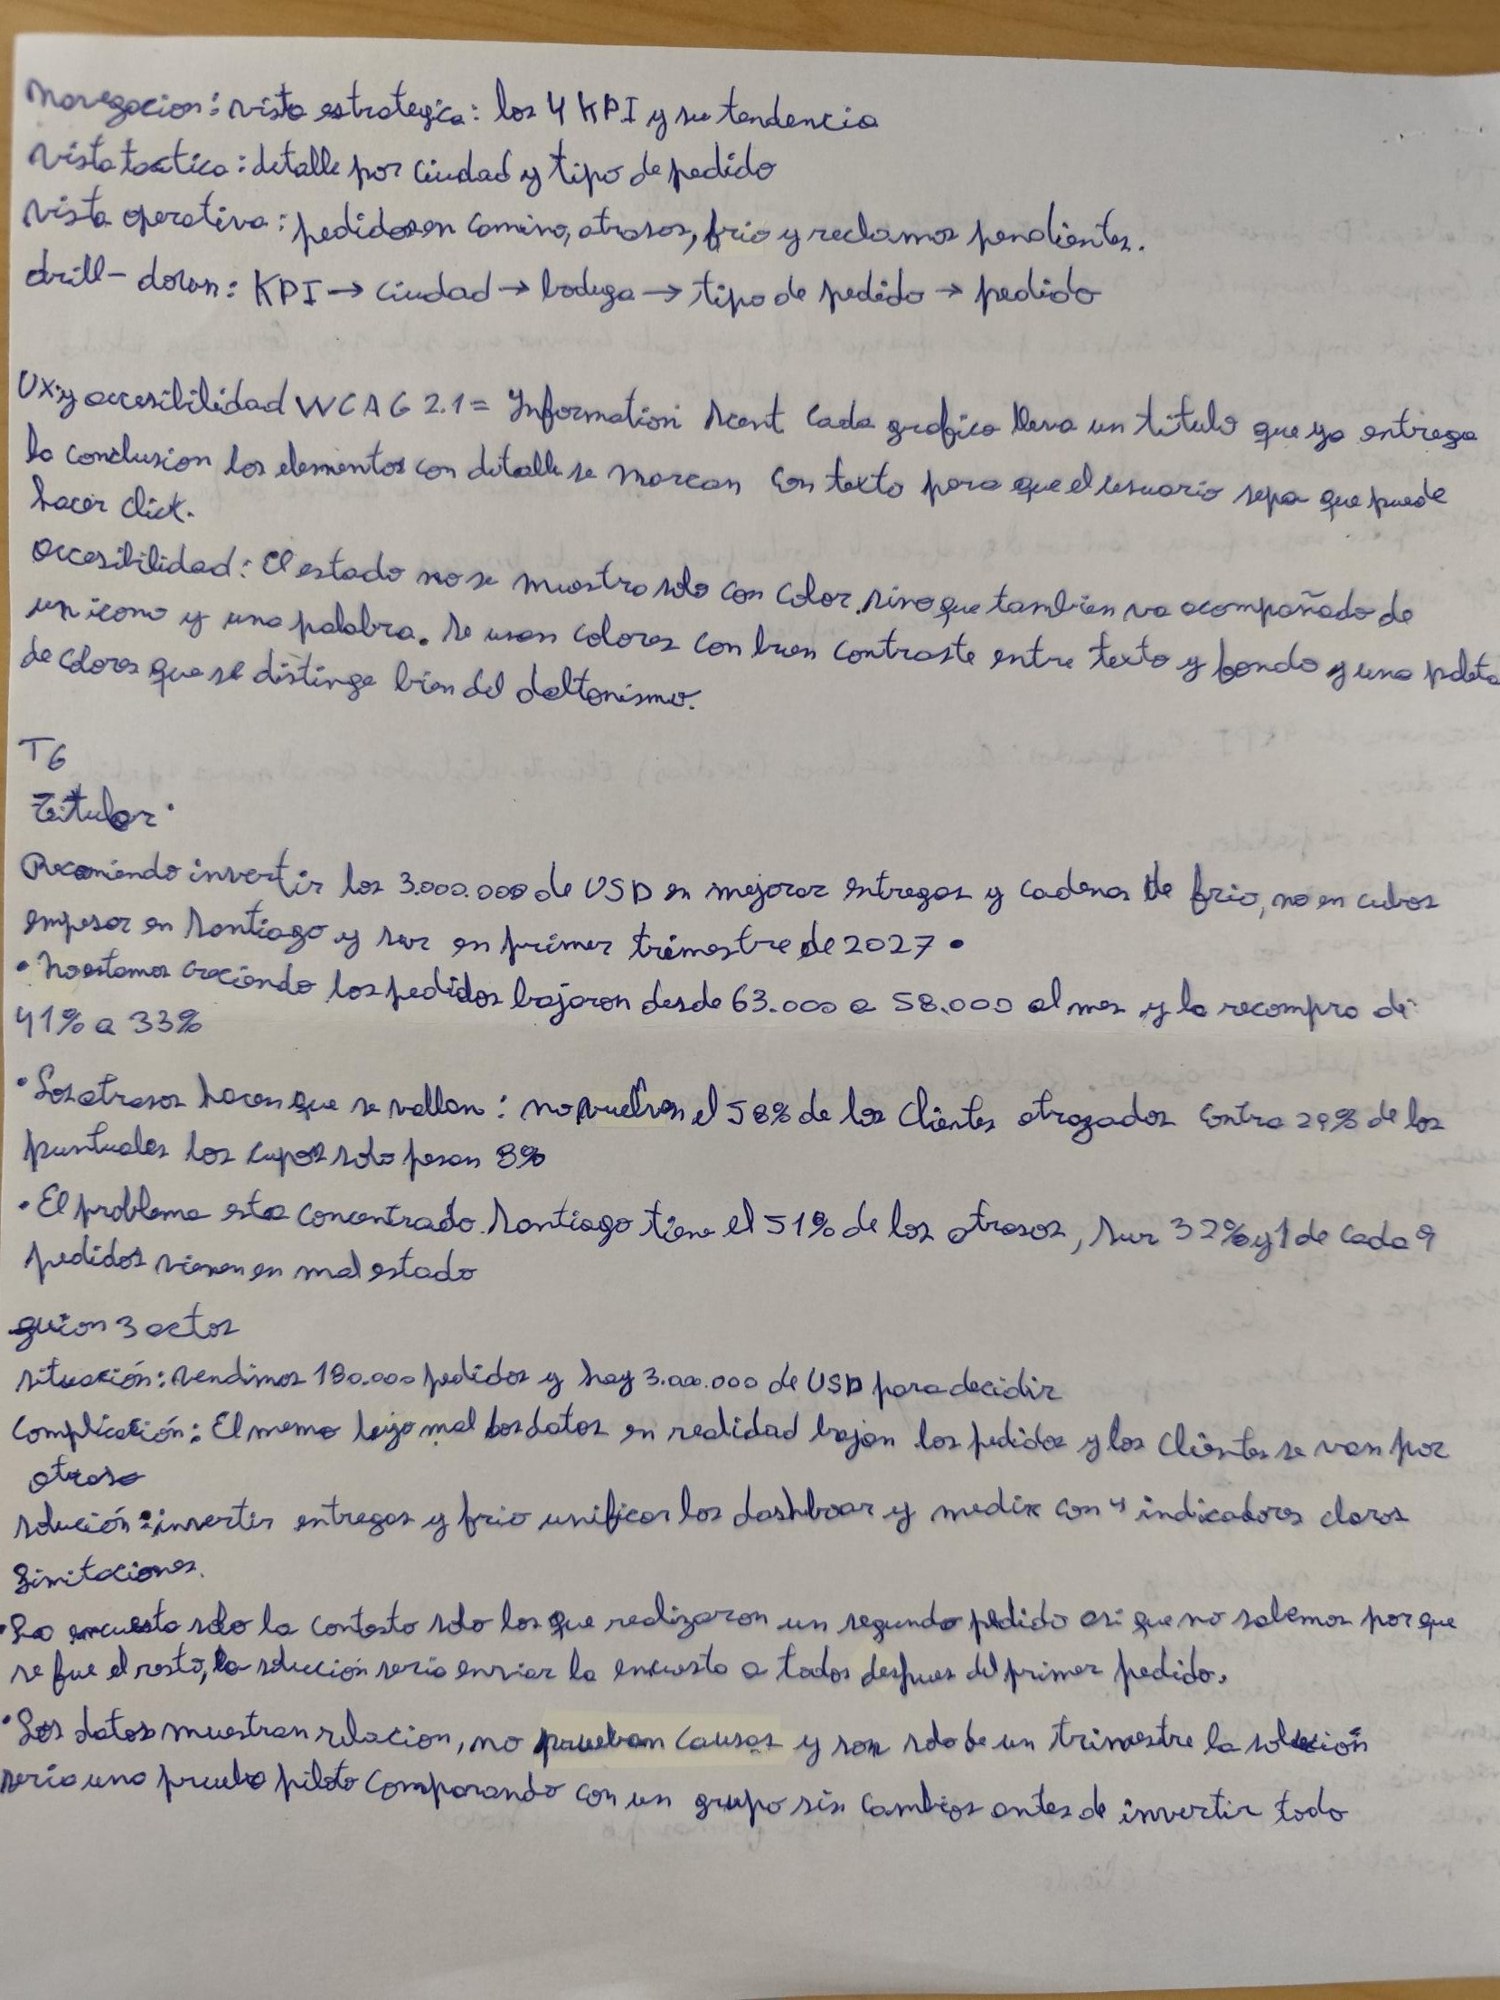 Navegacion: vista estrategica: los 4 KPI y su tendencia
Vista tactica: detalle por ciudad y tipo de pedido
Vista operativa: pedidos en camino, atrasos, frio y reclamos pendientes.
drill-down: KPI → ciudad → bodega → tipo de pedido → pedido
UX y accesibilidad WCAG 2.1 = Information Scent Cada grafico lleva un titulo que ya entrega
la conclusion los elementos con detalle se marcan con texto para que el usuario sepa que puede
hacer click.
accesibilidad: El estado no se muestra solo con color, sino que tambien va acompañado de
un icono y una palabra. Se usan colores con buen contraste entre texto y fondo y una paleta
de colores que se distinge bien del daltonismo.
T6
Titular
Recomiendo invertir los 3.000.000 de USD en mejorar entregas y cadena de frio, no en cubos
empesar en Santiago y sur en primer trimestre de 2027.
• No estamos creciendo los pedidos bajaron desde 63.000 a 58.000 al mes y la recompra de
41% a 33%
• Los atrasos hacen que se vallan: no vuelven el 58% de los clientes atrazados contra 29% de los
puntuales los cupos solo pesan 8%
• El problema esta concentrado. Santiago tiene el 51% de los atrasos, sur 32% y 1 de cada 9
pedidos vienen en mal estado
guion 3 actos
situación: vendimos 180.000 pedidos y hay 3.000.000 de USD para decidir
Complicación: El memo leyo mal los datos en realidad bajan los pedidos y los clientes se van por
atraso
solución: invertir entregas y frio unificar los dashboar y medir con 4 indicadores claros
Limitaciones.
• La encuesta solo la contesto solo los que realizaron un segundo pedido asi que no sabemos por que
se fue el resto, la solución seria enviar la encuesta a todos despues del primer pedido.
• Los datos muestran relacion, no prueban causas y son solo de un trimestre la solución
seria una prueba piloto comparando con un grupo sin cambios antes de invertir todo